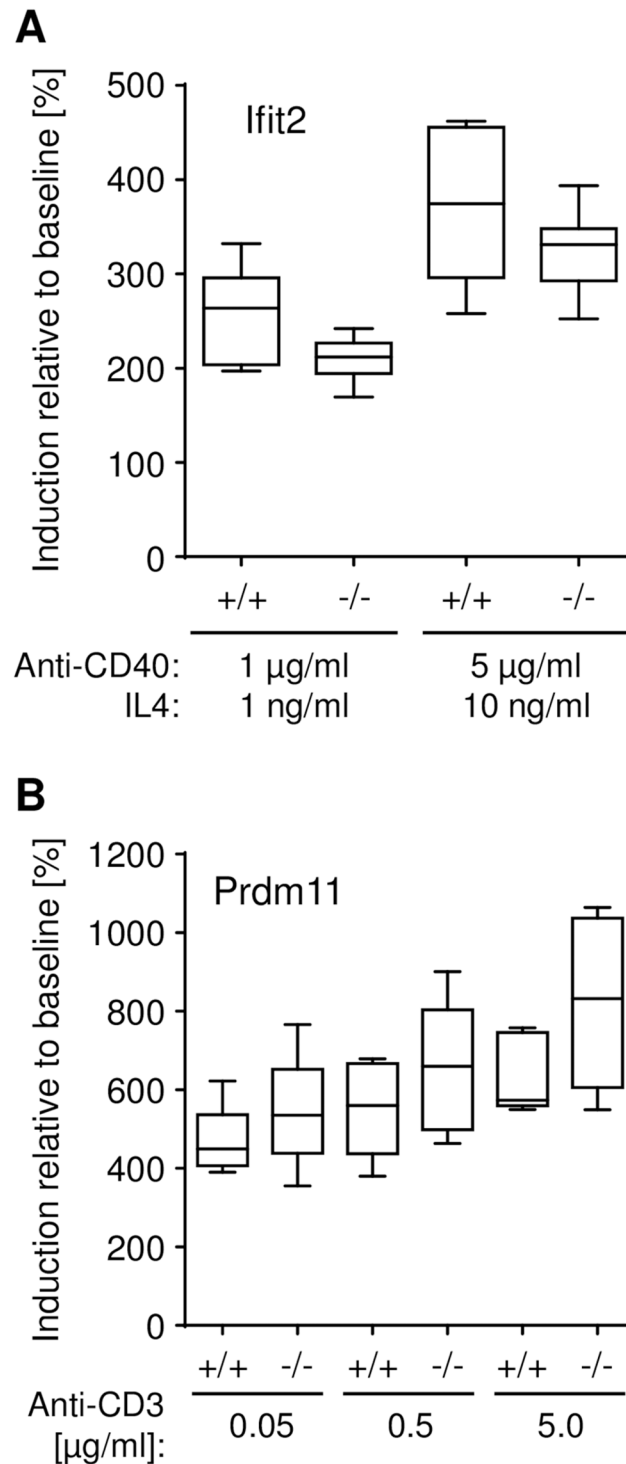 A
Induction relative to baseline [%]
500
400
300
200
100
0
Ifit2
+/+ -/- +/+ -/-
Anti-CD40: 1 µg/ml 5 µg/ml
IL4: 1 ng/ml 10 ng/ml
B
Induction relative to baseline [%]
1200
1000
800
600
400
200
0
Prdm11
+/+ -/- +/+ -/- +/+ -/-
Anti-CD3
[µg/ml]: 0.05 0.5 5.0